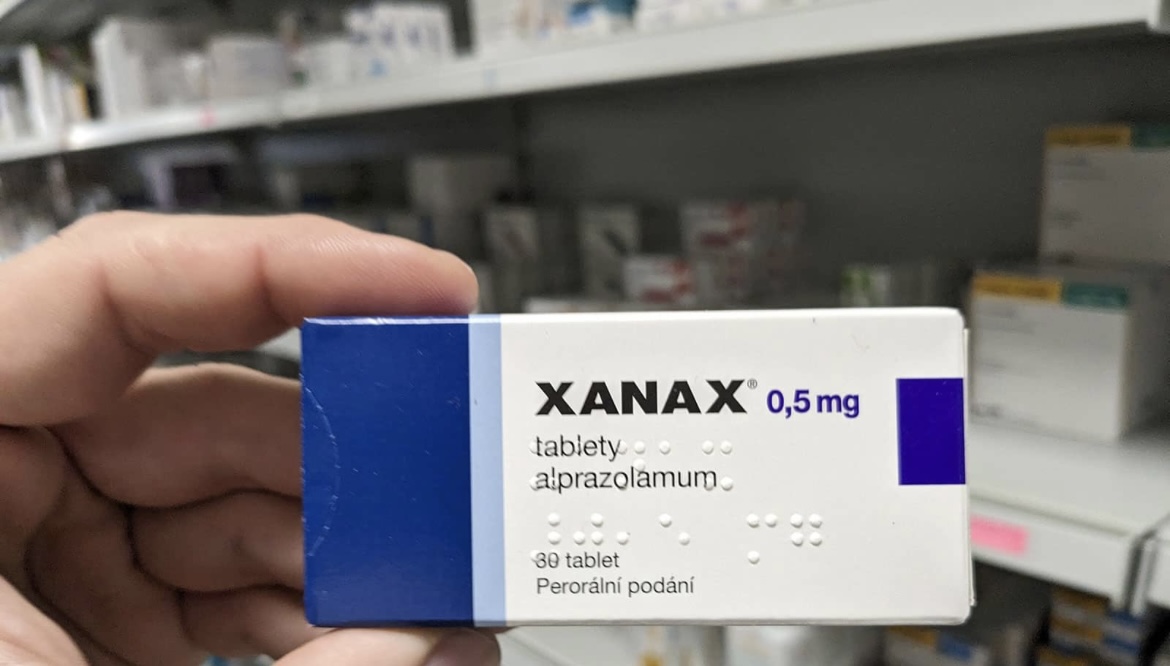 XANAX® 0,5 mg
tablety
alprazolamum
30 tablet
Perorální podání